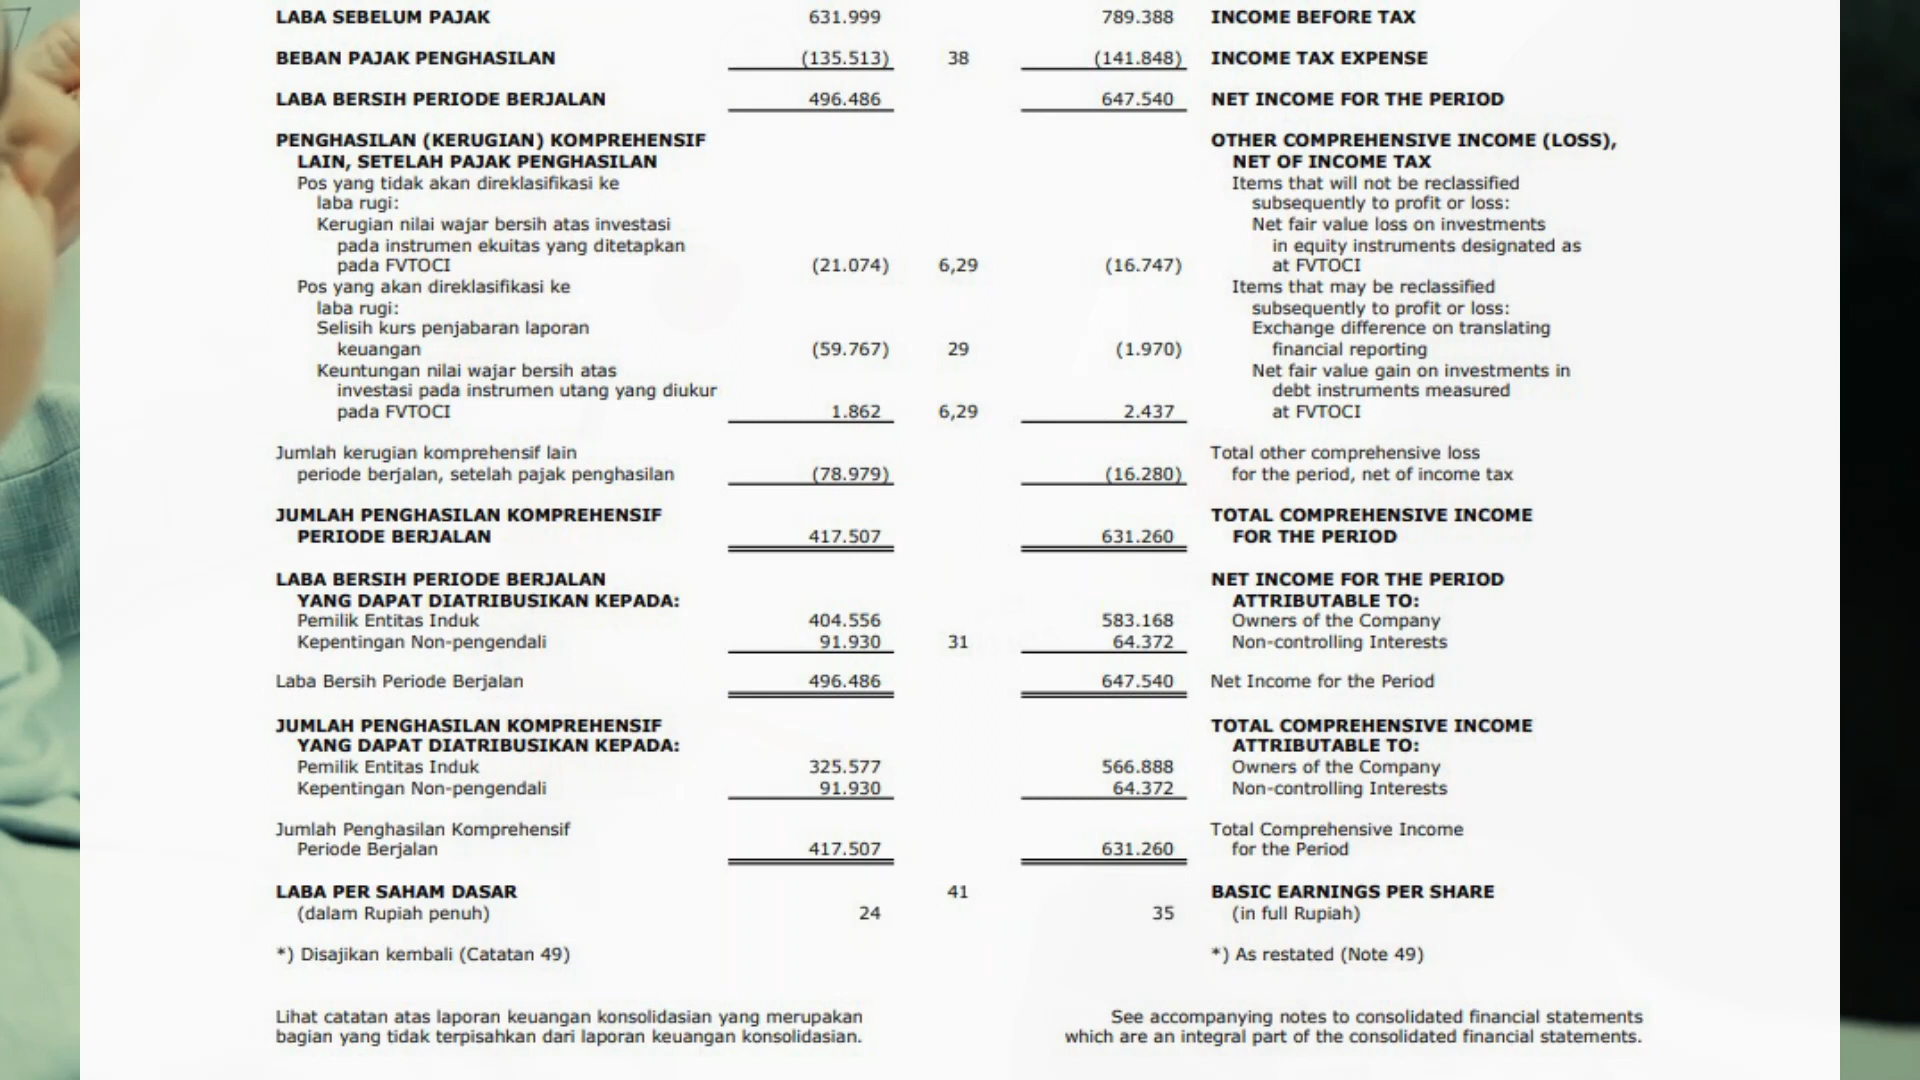 LABA SEBELUM PAJAK 631.999 789.388 INCOME BEFORE TAX
BEBAN PAJAK PENGHASILAN (135.513) 38 (141.848) INCOME TAX EXPENSE
LABA BERSIH PERIODE BERJALAN 496.486 647.540 NET INCOME FOR THE PERIOD
PENGHASILAN (KERUGIAN) KOMPREHENSIF OTHER COMPREHENSIVE INCOME (LOSS),
LAIN, SETELAH PAJAK PENGHASILAN NET OF INCOME TAX
Pos yang tidak akan direklasifikasi ke Items that will not be reclassified
laba rugi: subsequently to profit or loss:
Kerugian nilai wajar bersih atas investasi Net fair value loss on investments
pada instrumen ekuitas yang ditetapkan in equity instruments designated as
pada FVTOCI (21.074) 6,29 (16.747) at FVTOCI
Pos yang akan direklasifikasi ke Items that may be reclassified
laba rugi: subsequently to profit or loss:
Selisih kurs penjabaran laporan Exchange difference on translating
keuangan (59.767) 29 (1.970) financial reporting
Keuntungan nilai wajar bersih atas Net fair value gain on investments in
investasi pada instrumen utang yang diukur debt instruments measured
pada FVTOCI 1.862 6,29 2.437 at FVTOCI
Jumlah kerugian komprehensif lain Total other comprehensive loss
periode berjalan, setelah pajak penghasilan (78.979) (16.280) for the period, net of income tax
JUMLAH PENGHASILAN KOMPREHENSIF TOTAL COMPREHENSIVE INCOME
PERIODE BERJALAN 417.507 631.260 FOR THE PERIOD
LABA BERSIH PERIODE BERJALAN NET INCOME FOR THE PERIOD
YANG DAPAT DIATRIBUSIKAN KEPADA: ATTRIBUTABLE TO:
Pemilik Entitas Induk 404.556 583.168 Owners of the Company
Kepentingan Non-pengendali 91.930 31 64.372 Non-controlling Interests
Laba Bersih Periode Berjalan 496.486 647.540 Net Income for the Period
JUMLAH PENGHASILAN KOMPREHENSIF TOTAL COMPREHENSIVE INCOME
YANG DAPAT DIATRIBUSIKAN KEPADA: ATTRIBUTABLE TO:
Pemilik Entitas Induk 325.577 566.888 Owners of the Company
Kepentingan Non-pengendali 91.930 64.372 Non-controlling Interests
Jumlah Penghasilan Komprehensif Total Comprehensive Income
Periode Berjalan 417.507 631.260 for the Period
LABA PER SAHAM DASAR 41 BASIC EARNINGS PER SHARE
(dalam Rupiah penuh) 24 35 (in full Rupiah)
*) Disajikan kembali (Catatan 49) *) As restated (Note 49)
Lihat catatan atas laporan keuangan konsolidasian yang merupakan See accompanying notes to consolidated financial statements
bagian yang tidak terpisahkan dari laporan keuangan konsolidasian. which are an integral part of the consolidated financial statements.